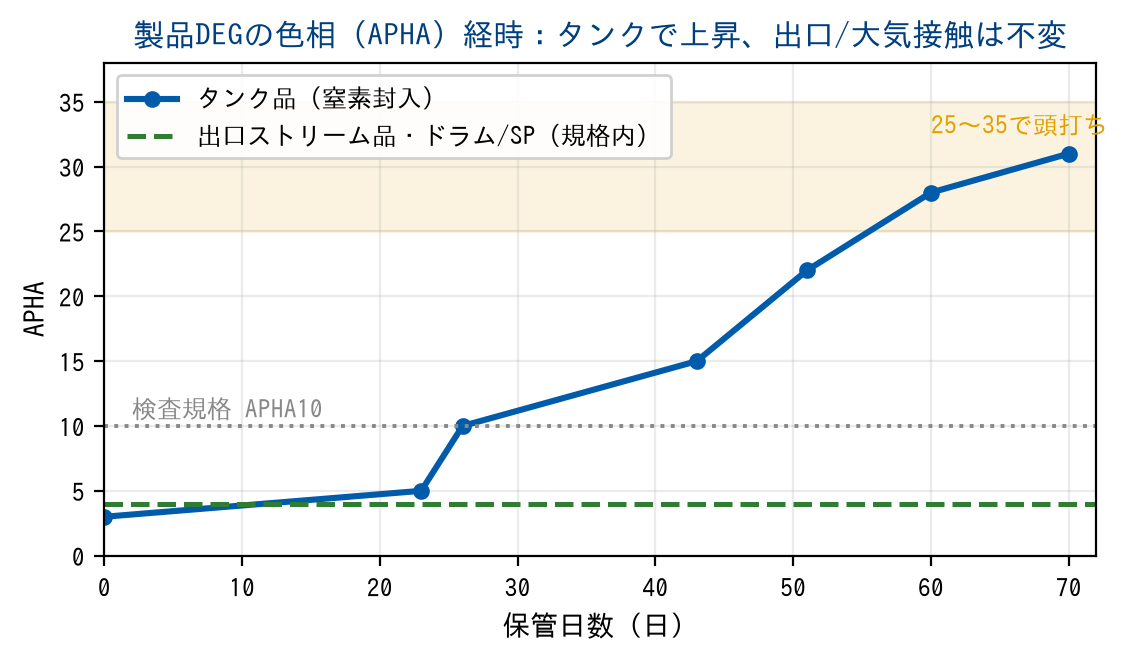 製品DEGの色相（APHA）経時：タンクで上昇、出口/大気接触は不変
タンク品（窒素封入）
出口ストリーム品・ドラム/SP（規格内）
25～35で頭打ち
検査規格 APHA10
APHA
35
30
25
20
15
10
5
0
0 10 20 30 40 50 60 70
保管日数（日）